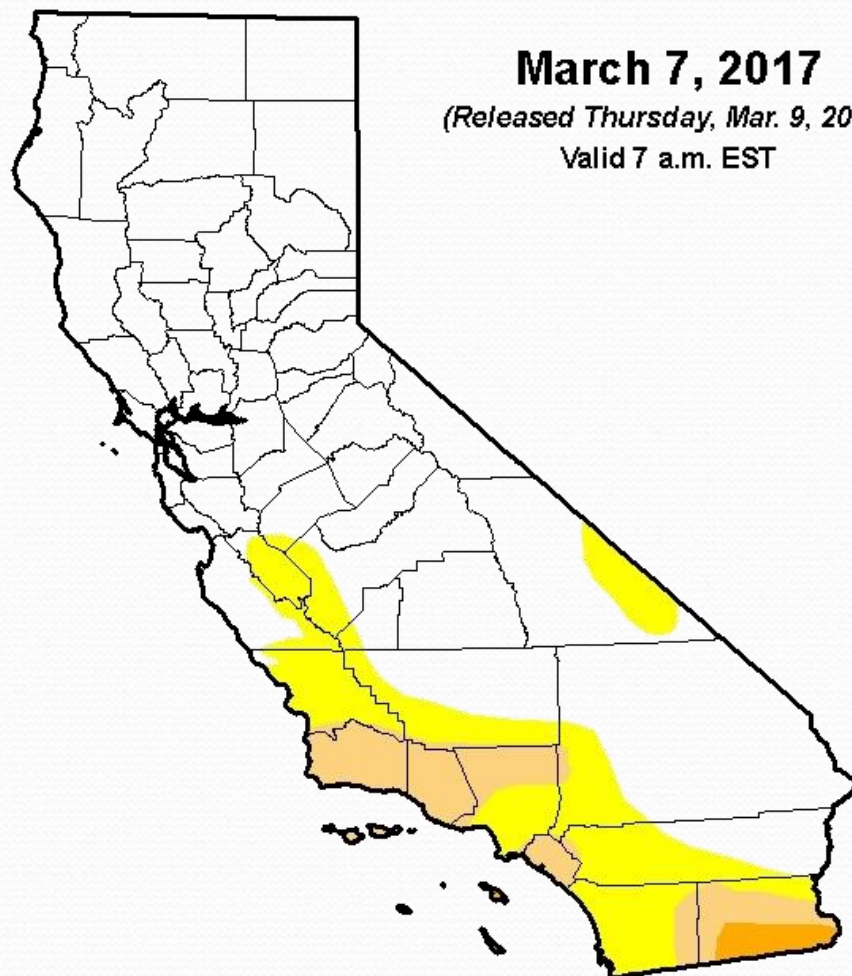 March 7, 2017
(Released Thursday, Mar. 9, 20
Valid 7 a.m. EST